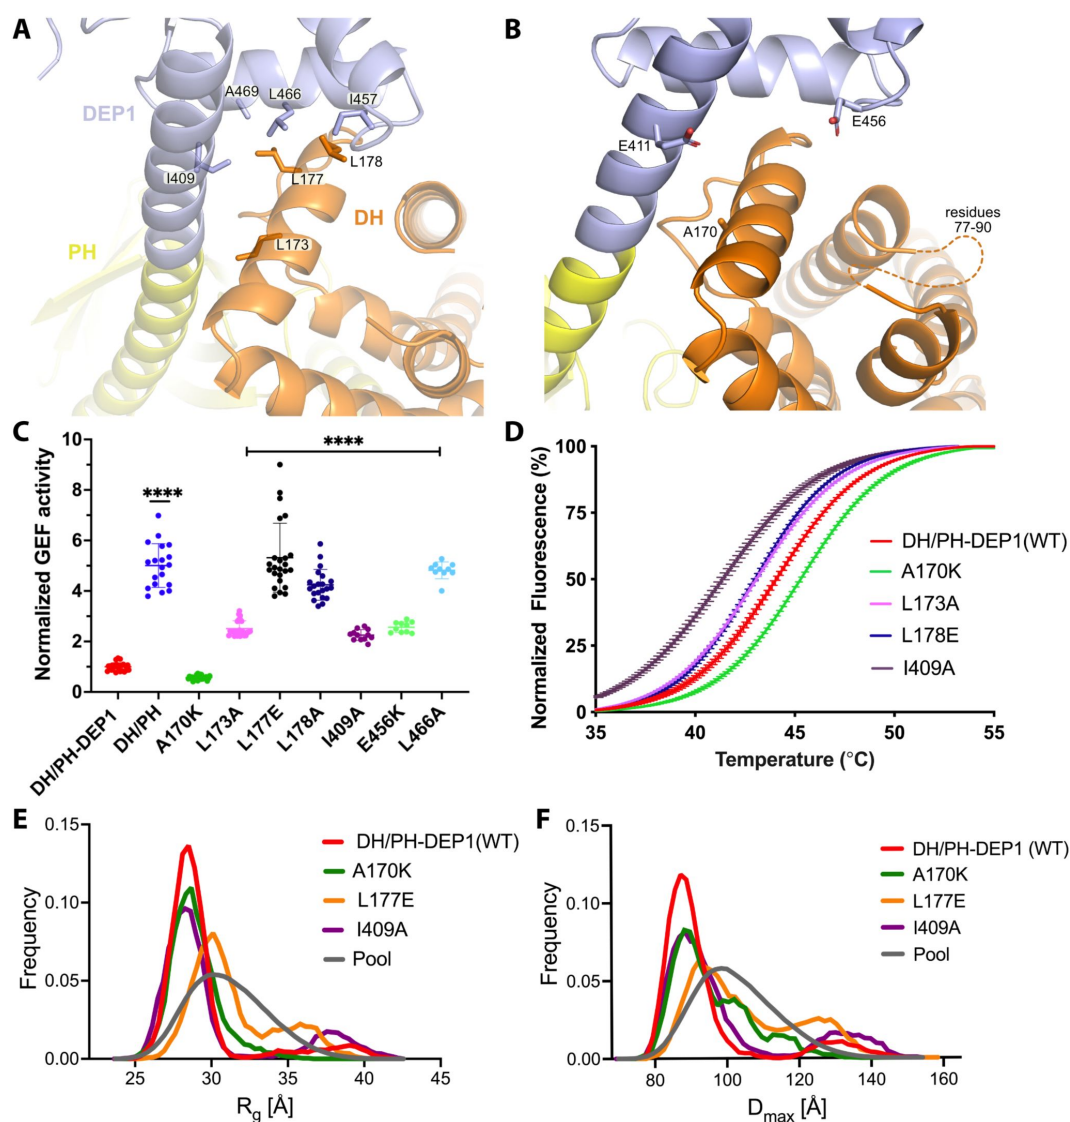 A
A469
L466
I457
DEP1
L178
I409
L177
DH
PH
L173
B
E456
E411
residues
77-90
A170
C
Normalized GEF activity
10
8
6
4
2
0
****
****
DH/PH-DEP1
DH/PH
A170K
L173A
L177E
L178A
I409A
E456K
L466A
D
Normalized Fluorescence (%)
100
75
50
25
0
35
40
45
50
55
Temperature (°C)
DH/PH-DEP1(WT)
A170K
L173A
L178E
I409A
E
Frequency
0.15
0.10
0.05
0.00
25
30
35
40
45
Rg [Å]
DH/PH-DEP1(WT)
A170K
L177E
I409A
Pool
F
Frequency
0.15
0.10
0.05
0.00
80
100
120
140
160
Dmax [Å]
DH/PH-DEP1 (WT)
A170K
L177E
I409A
Pool